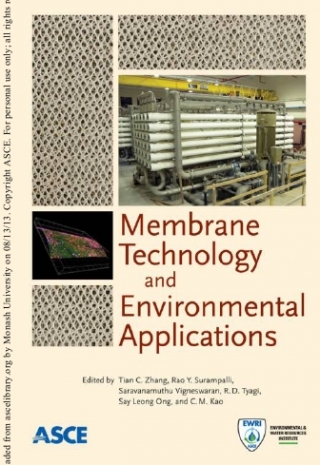 aded from ascelibrary.org by Monash University on 08/13/13. Copyright ASCE. For personal use only; all rights r
Membrane
Technology
and
Environmental
Applications
Edited by Tian C. Zhang, Rao Y. Surampalli,
Saravanamuthu Vigneswaran, R. D. Tyagi,
Say Leong Ong, and C. M. Kao
ASCE
EWRI
ASCE
ENVIRONMENTAL &
WATER RESOURCES
INSTITUTE